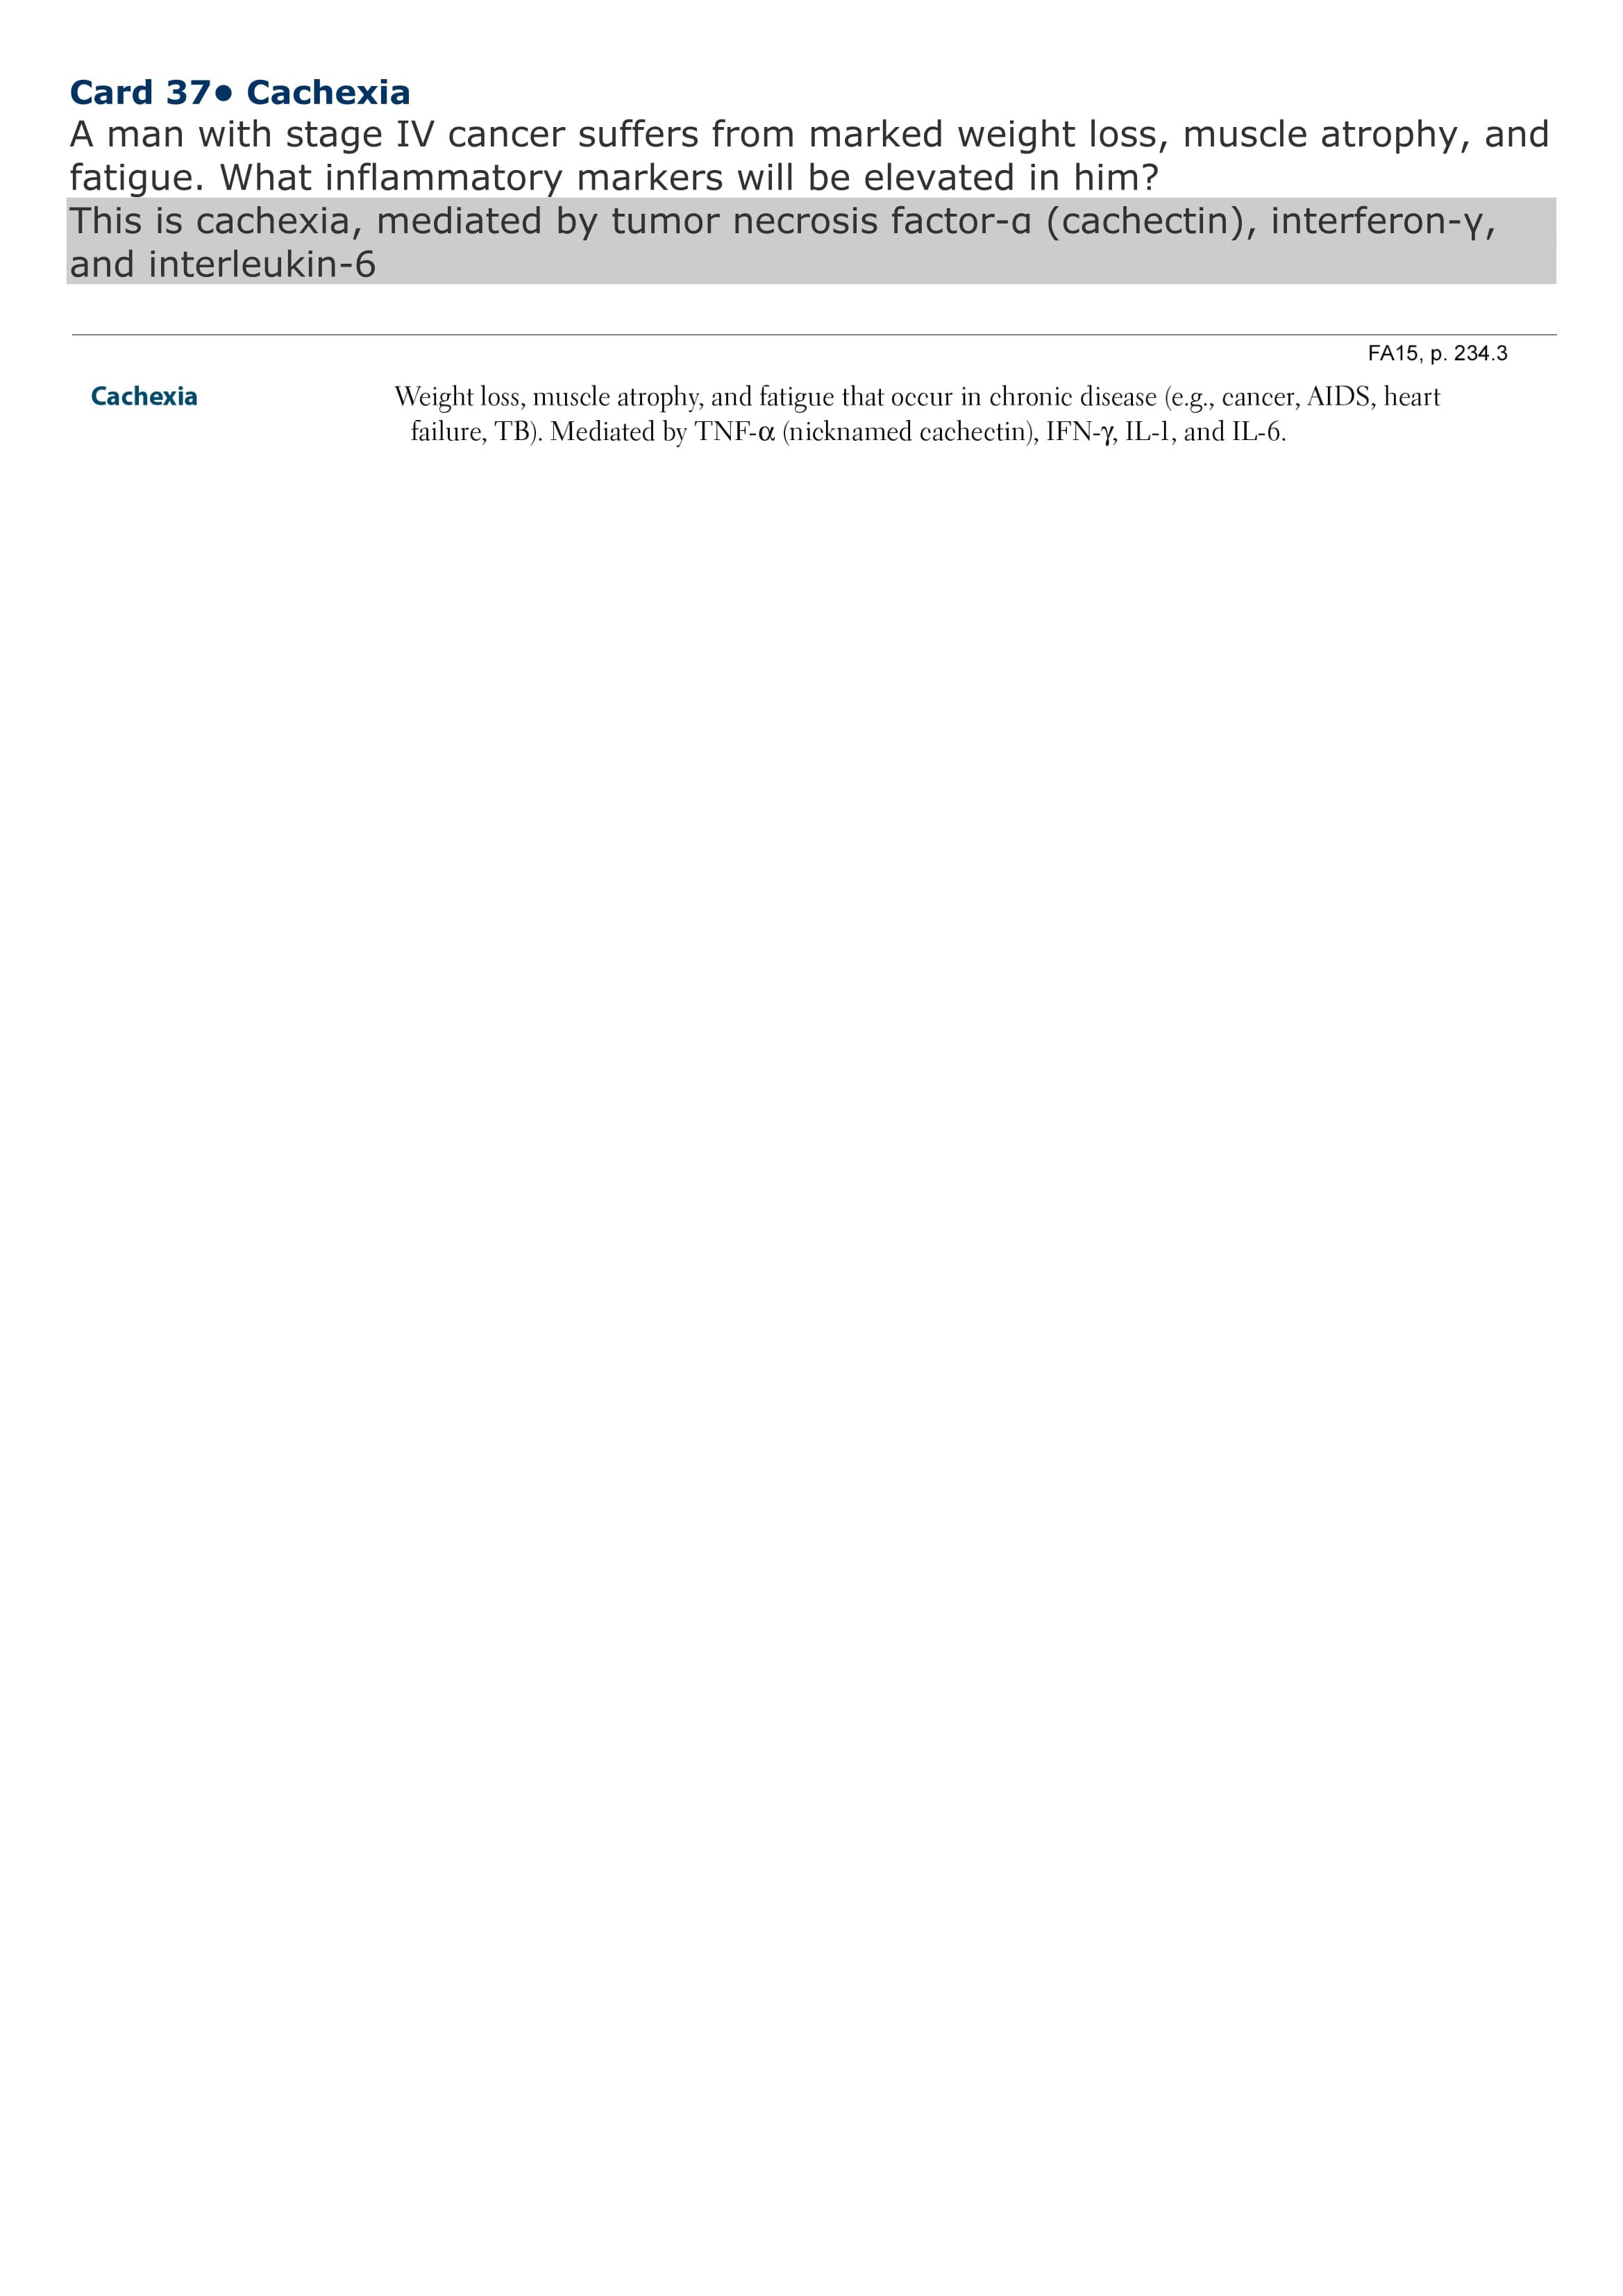 Card 37● Cachexia
A man with stage IV cancer suffers from marked weight loss, muscle atrophy, and
fatigue. What inflammatory markers will be elevated in him?
This is cachexia, mediated by tumor necrosis factor-α (cachectin), interferon-γ,
and interleukin-6
FA15, p. 234.3
Cachexia
Weight loss, muscle atrophy, and fatigue that occur in chronic disease (e.g., cancer, AIDS, heart
failure, TB). Mediated by TNF-α (nicknamed cachectin), IFN-γ, IL-1, and IL-6.